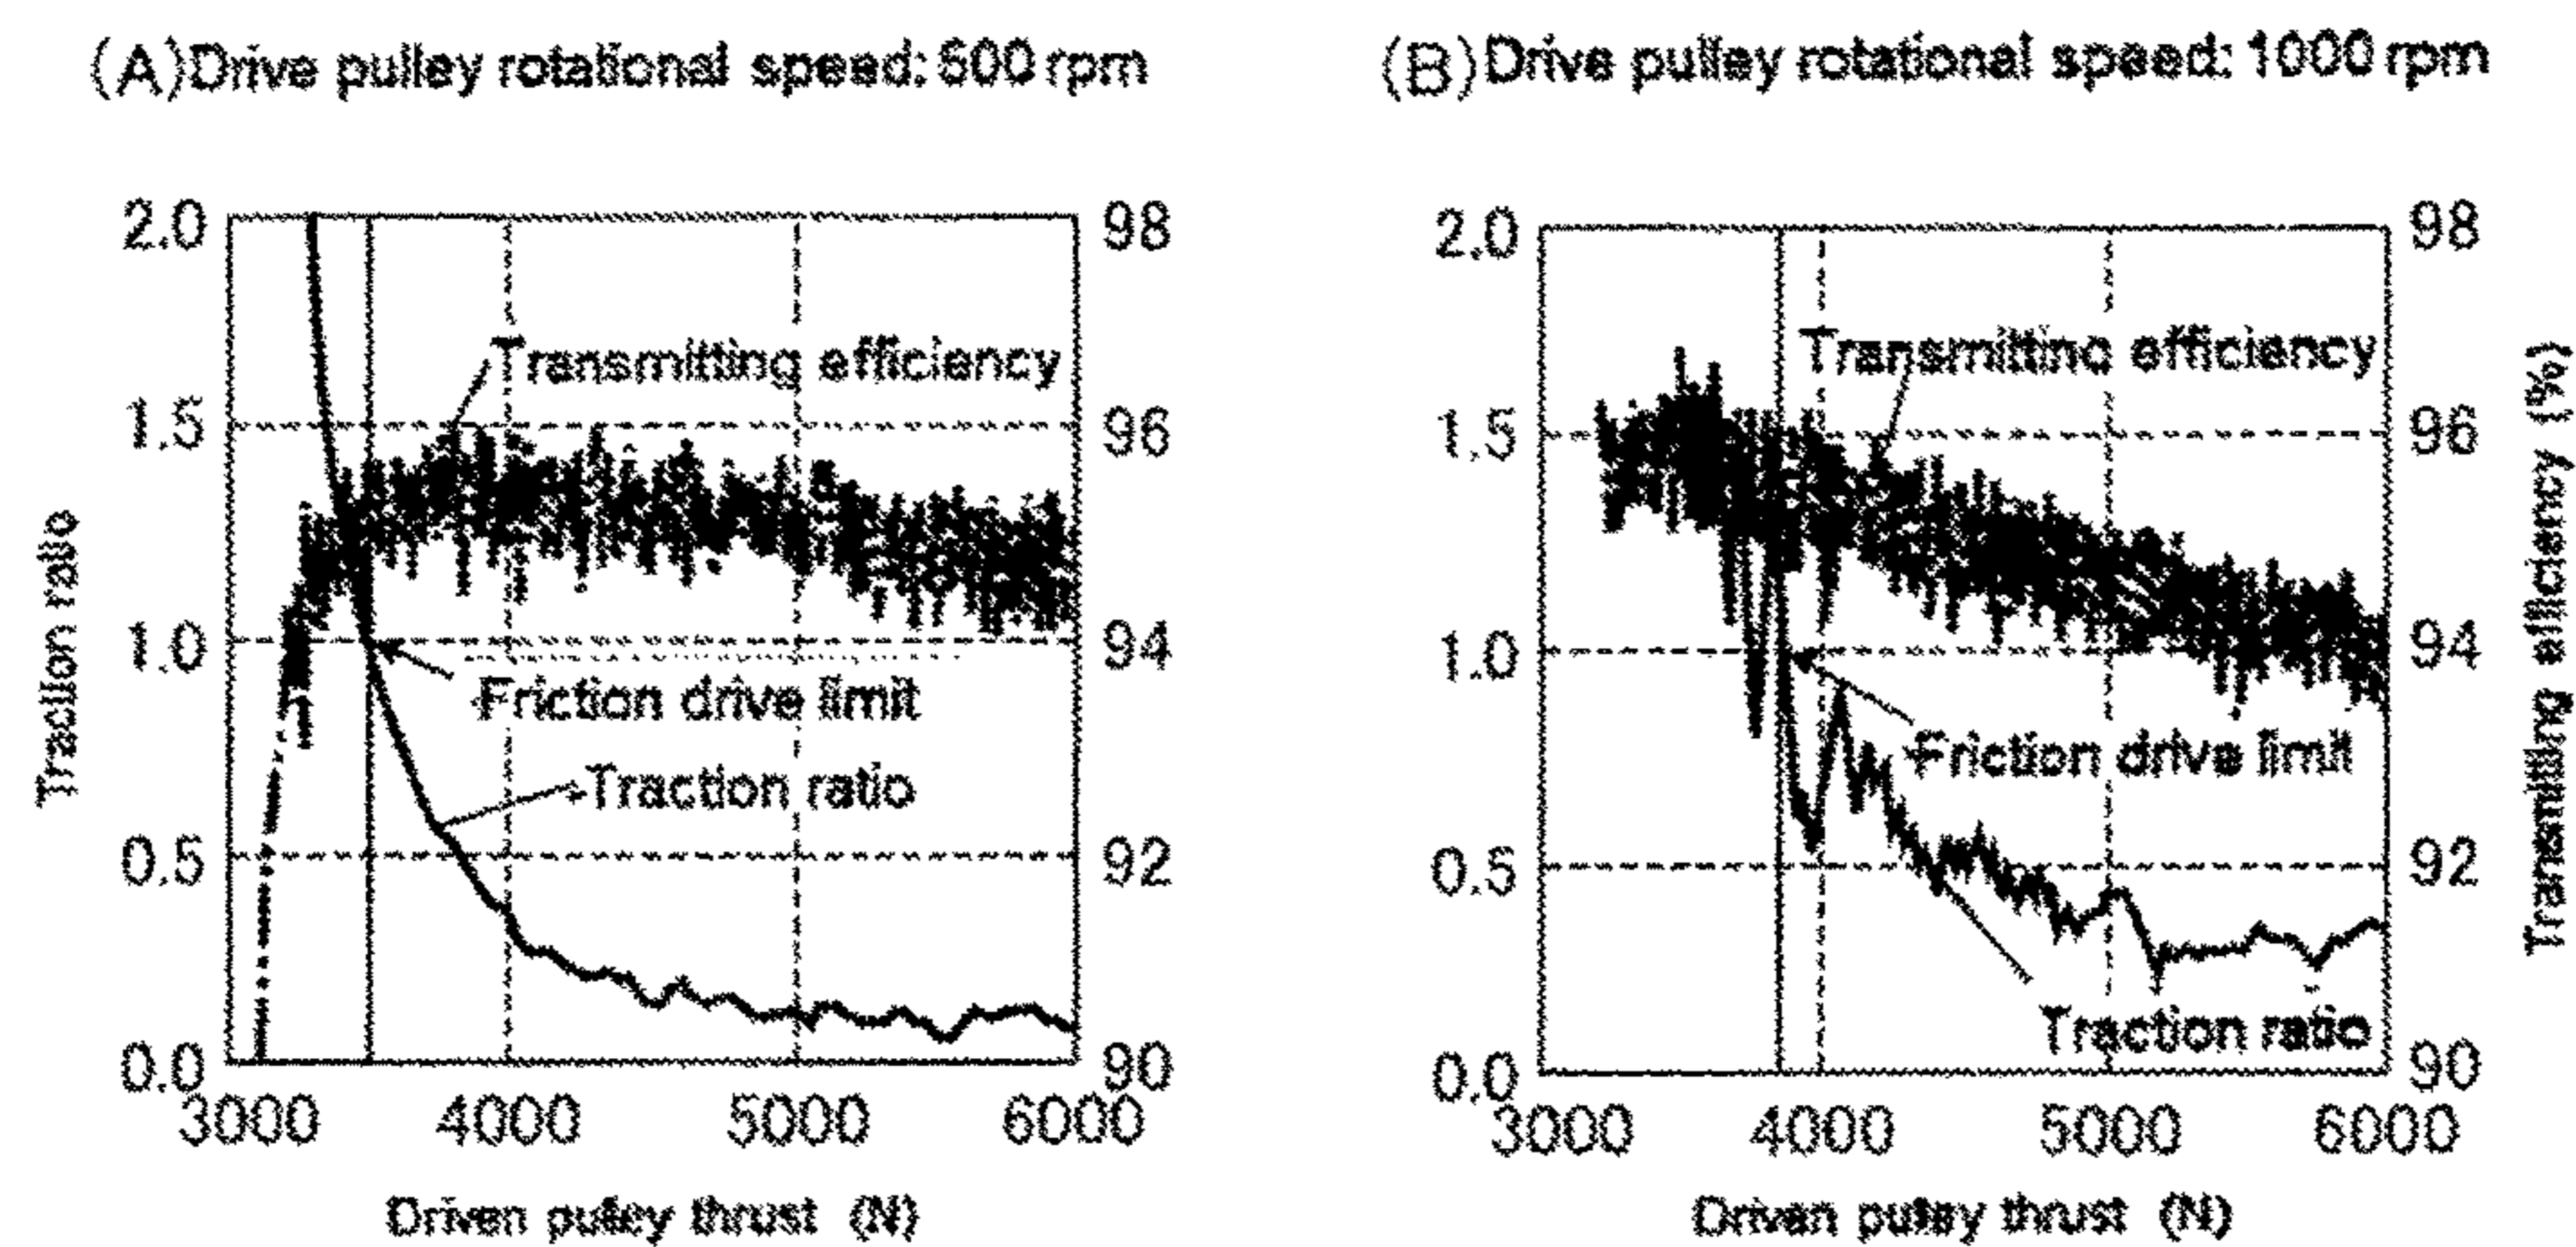 (A) Drive pulley rotational speed: 500 rpm
2.0
1.5
1.0
0.5
0.0
98
96
94
92
90
Traction ratio
Transmitting efficiency
Friction drive limit
Traction ratio
3000 4000 5000 6000
Driven pulley thrust (N)
(B) Drive pulley rotational speed: 1000 rpm
2.0
1.5
1.0
0.5
0.0
98
96
94
92
90
Transmitting efficiency
Friction drive limit
Traction ratio
Transmitting efficiency (%)
3000 4000 5000 6000
Driven pulley thrust (N)